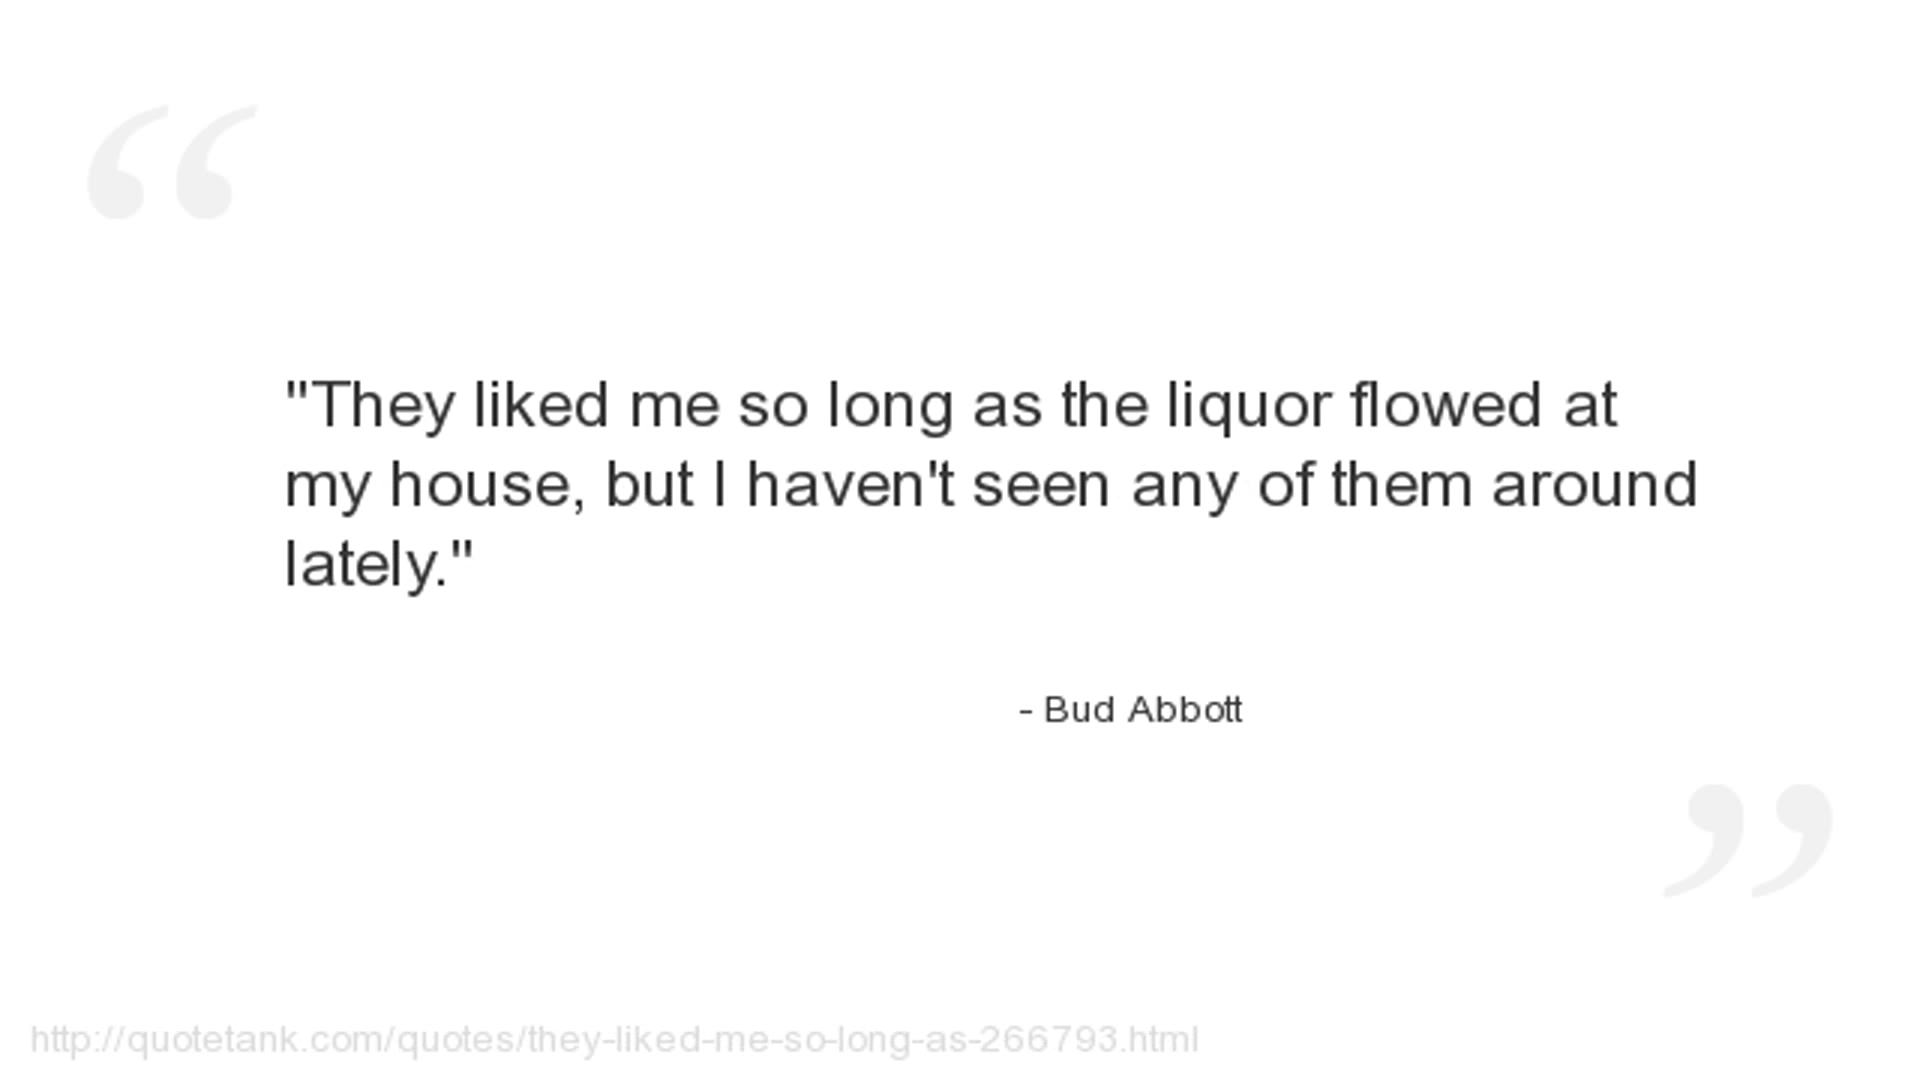 "They liked me so long as the liquor flowed at
my house, but I haven't seen any of them around
lately."
- Bud Abbott
http://quotetank.com/quotes/they-liked-me-so-long-as-266793.html